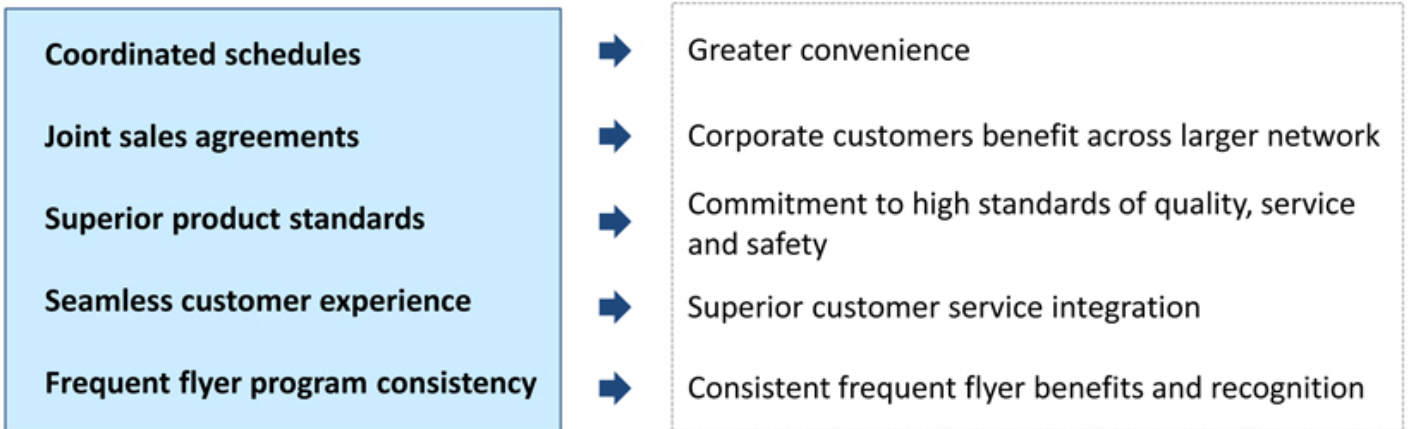 Coordinated schedules
Greater convenience
Joint sales agreements
Corporate customers benefit across larger network
Superior product standards
Commitment to high standards of quality, service
and safety
Seamless customer experience
Superior customer service integration
Frequent flyer program consistency
Consistent frequent flyer benefits and recognition